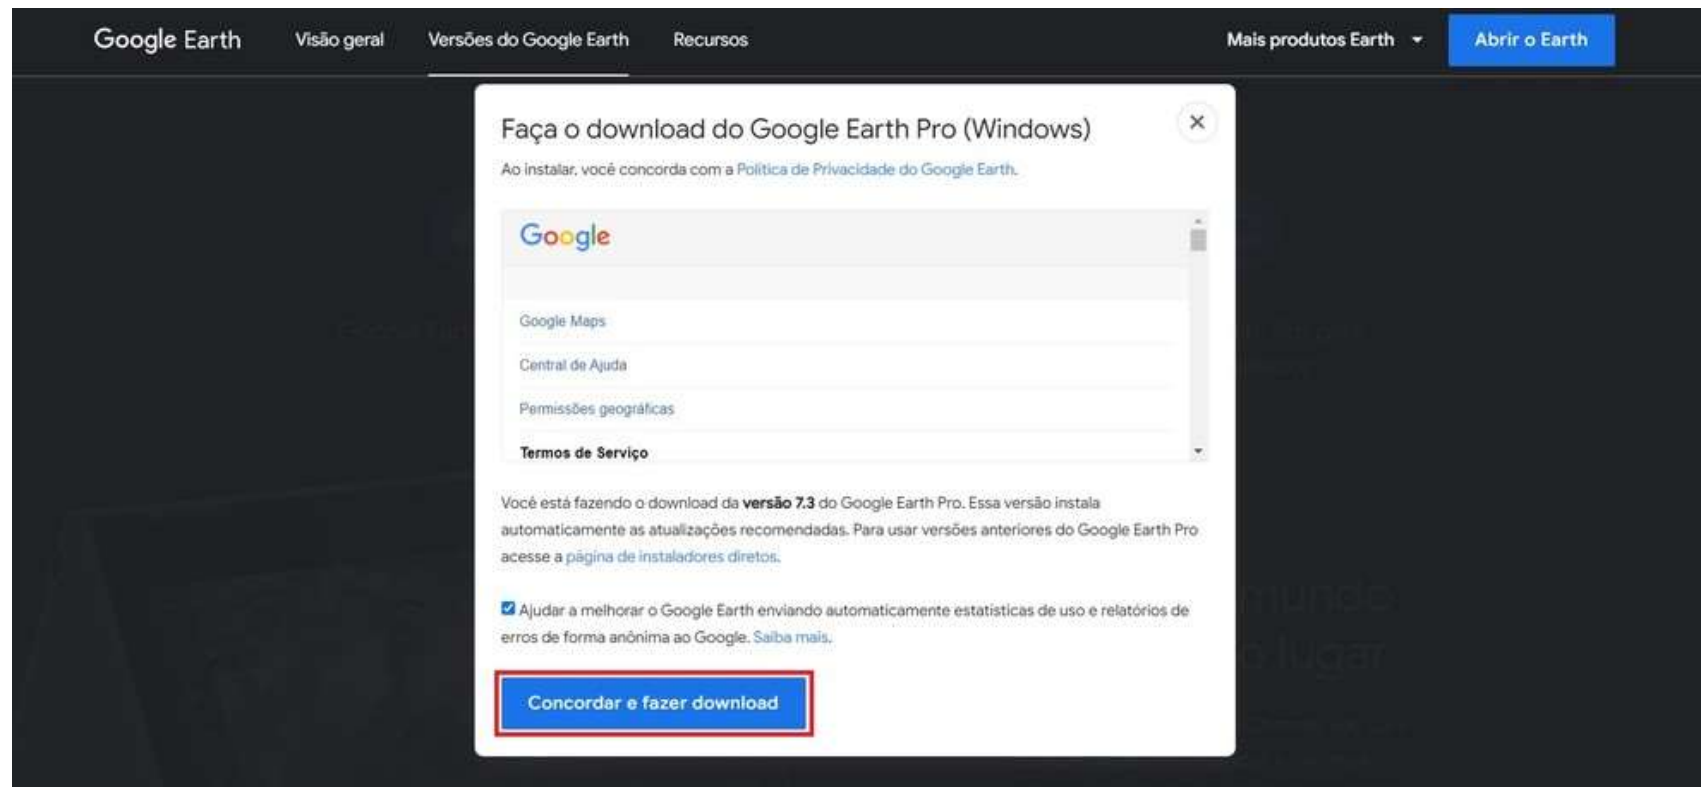 Google Earth
Visão geral
Versões do Google Earth
Recursos
Mais produtos Earth
Abrir o Earth
Faça o download do Google Earth Pro (Windows)
Ao instalar, você concorda com a Política de Privacidade do Google Earth.
Google
Google Maps
Central de Ajuda
Permissões geográficas
Termos de Serviço
Você está fazendo o download da versão 7.3 do Google Earth Pro. Essa versão instala
automaticamente as atualizações recomendadas. Para usar versões anteriores do Google Earth Pro
acesse a página de instaladores diretos.
Ajudar a melhorar o Google Earth enviando automaticamente estatísticas de uso e relatórios de
erros de forma anônima ao Google. Saiba mais.
Concordar e fazer download
lugar